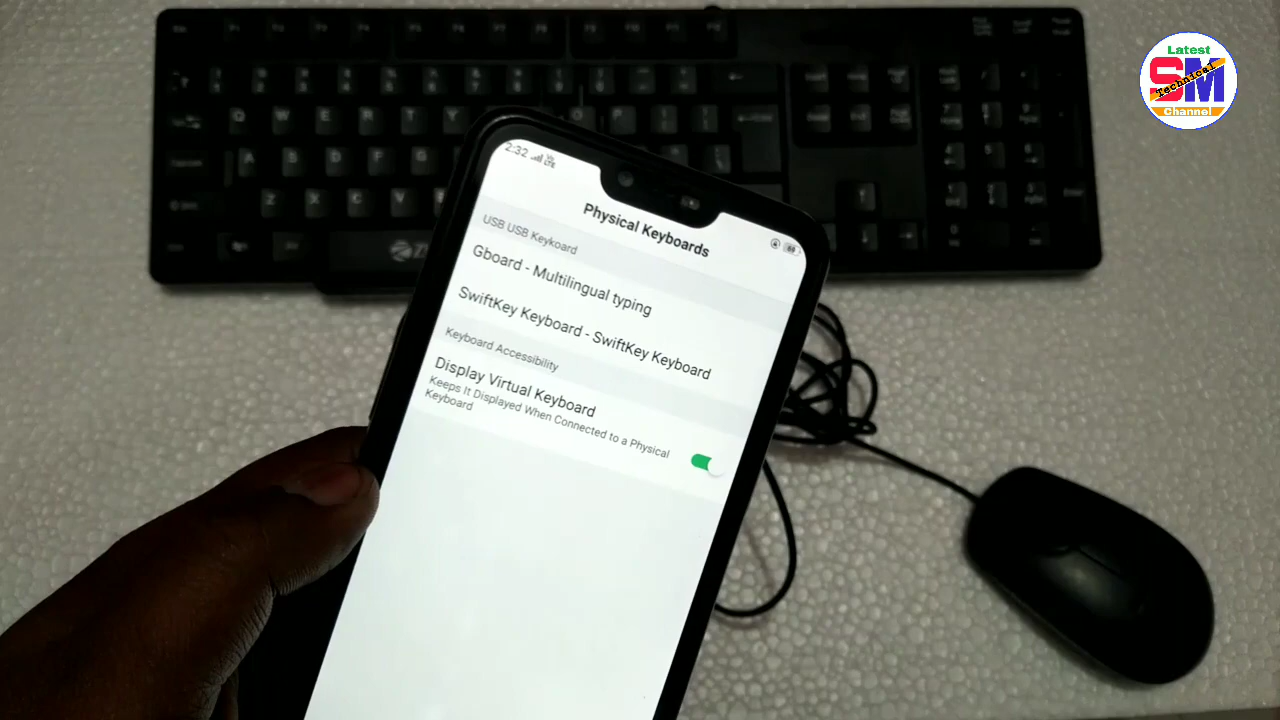 Latest
SM
Technical
Channel
2:32
Physical Keyboards
USB USB Keykoard
Gboard - Multilingual typing
SwiftKey Keyboard - SwiftKey Keyboard
Keyboard Accessibility
Display Virtual Keyboard
Keeps It Displayed When Connected to a Physical
Keyboard
Q W E R T Y O P
A S D F G
Z X C V